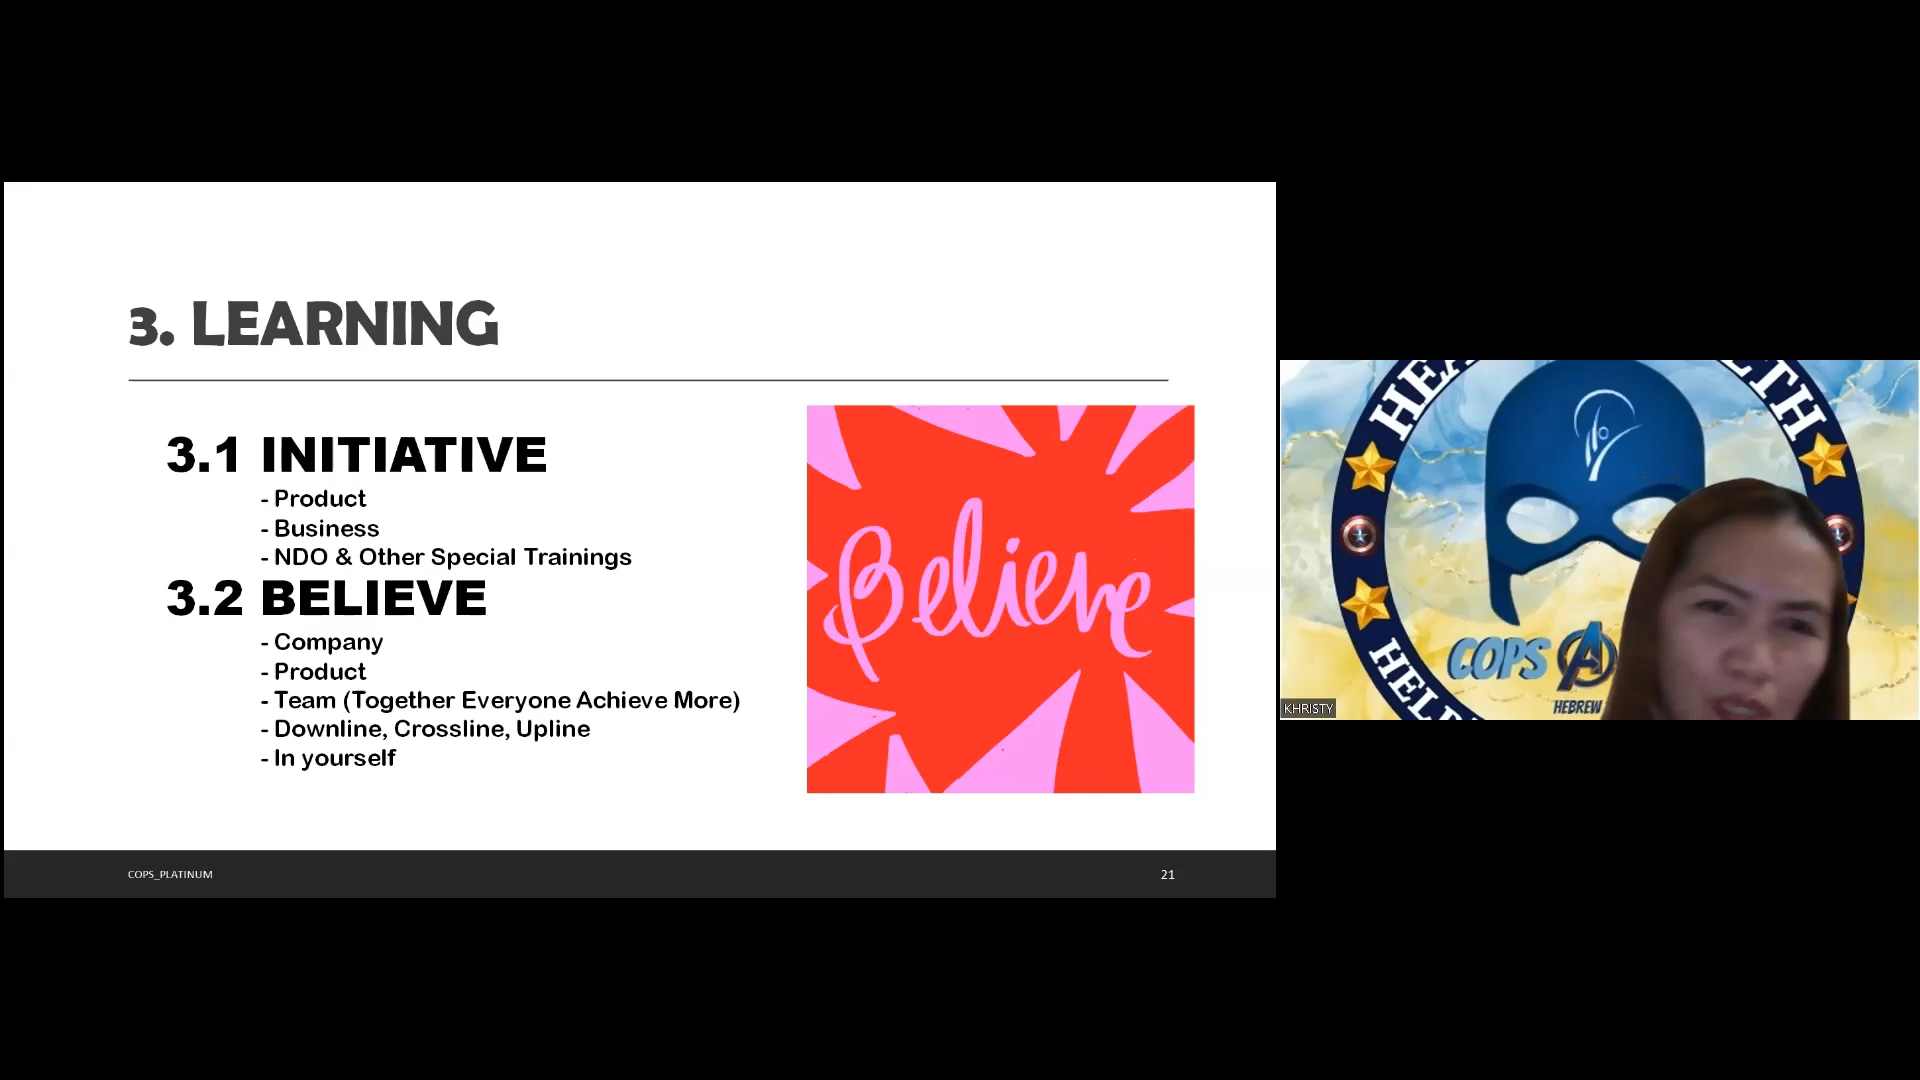 3. LEARNING
3.1 INITIATIVE
- Product
- Business
- NDO & Other Special Trainings
3.2 BELIEVE
- Company
- Product
- Team (Together Everyone Achieve More)
- Downline, Crossline, Upline
- In yourself
Believe
COPS_PLATINUM
21
COPS A
HEBREW
KHRISTY